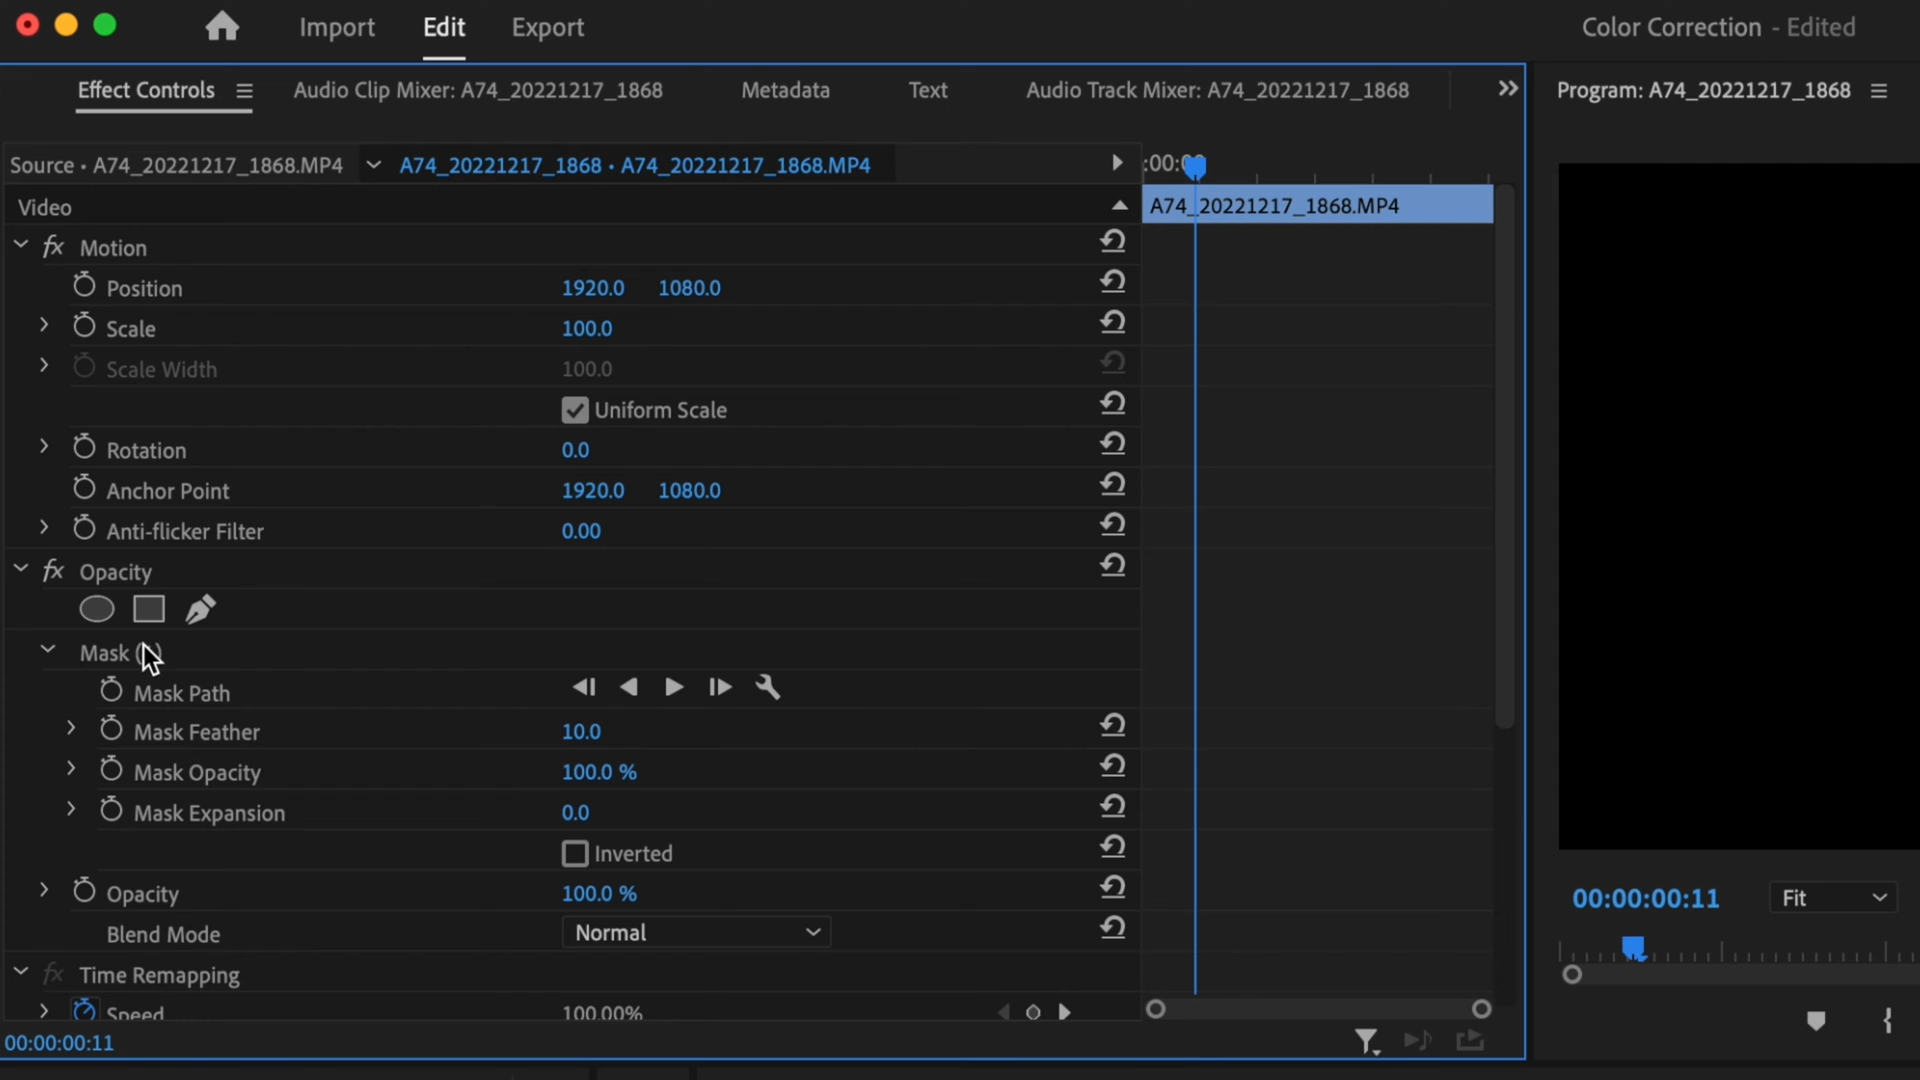 Import Edit Export Color Correction - Edited
Effect Controls Audio Clip Mixer: A74_20221217_1868 Metadata Text Audio Track Mixer: A74_20221217_1868 Program: A74_20221217_1868
Source • A74_20221217_1868.MP4 A74_20221217_1868 • A74_20221217_1868.MP4
Video A74_20221217_1868.MP4
fx Motion
Position 1920.0 1080.0
Scale 100.0
Scale Width 100.0
Uniform Scale
Rotation 0.0
Anchor Point 1920.0 1080.0
Anti-flicker Filter 0.00
fx Opacity
Mask
Mask Path
Mask Feather 10.0
Mask Opacity 100.0 %
Mask Expansion 0.0
Inverted
Opacity 100.0 %
00:00:00:11 Fit
Blend Mode Normal
fx Time Remapping
Speed 100.00%
00:00:00:11